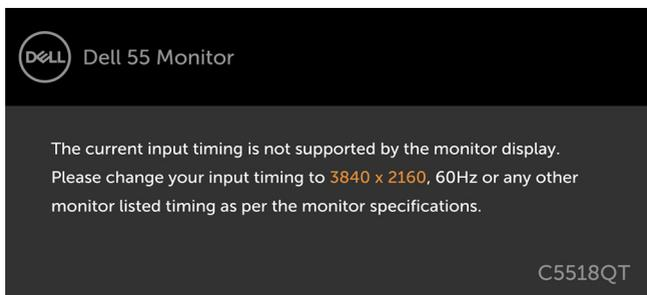 DELL
Dell 55 Monitor
The current input timing is not supported by the monitor display.
Please change your input timing to 3840 x 2160, 60Hz or any other
monitor listed timing as per the monitor specifications.
C5518QT